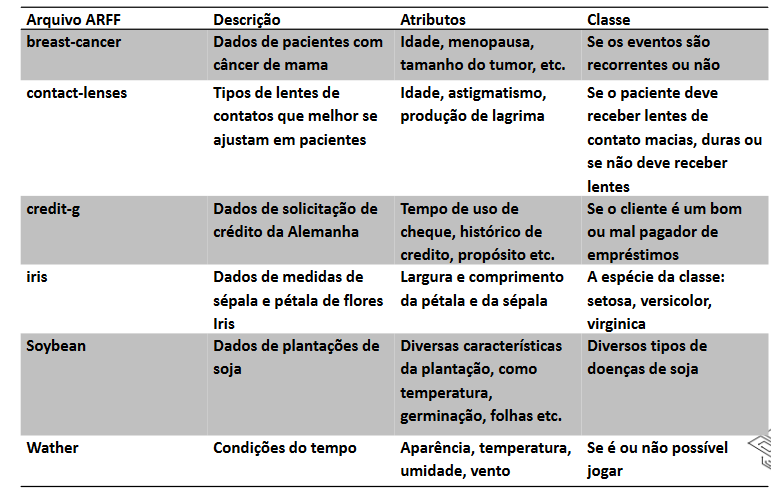 Arquivo ARFF Descrição Atributos Classe
breast-cancer Dados de pacientes com Idade, menopausa, Se os eventos são
câncer de mama tamanho do tumor, etc. recorrentes ou não
contact-lenses Tipos de lentes de Idade, astigmatismo, Se o paciente deve
contatos que melhor se produção de lagrima receber lentes de
ajustam em pacientes contato macias, duras ou
se não deve receber
lentes
credit-g Dados de solicitação de Tempo de uso de Se o cliente é um bom
crédito da Alemanha cheque, histórico de ou mal pagador de
credito, propósito etc. empréstimos
iris Dados de medidas de Largura e comprimento A espécie da classe:
sépala e pétala de flores da pétala e da sépala setosa, versicolor,
Iris virginica
Soybean Dados de plantações de Diversas características Diversos tipos de
soja da plantação, como doenças de soja
temperatura,
germinação, folhas etc.
Wather Condições do tempo Aparência, temperatura, Se é ou não possível
umidade, vento jogar